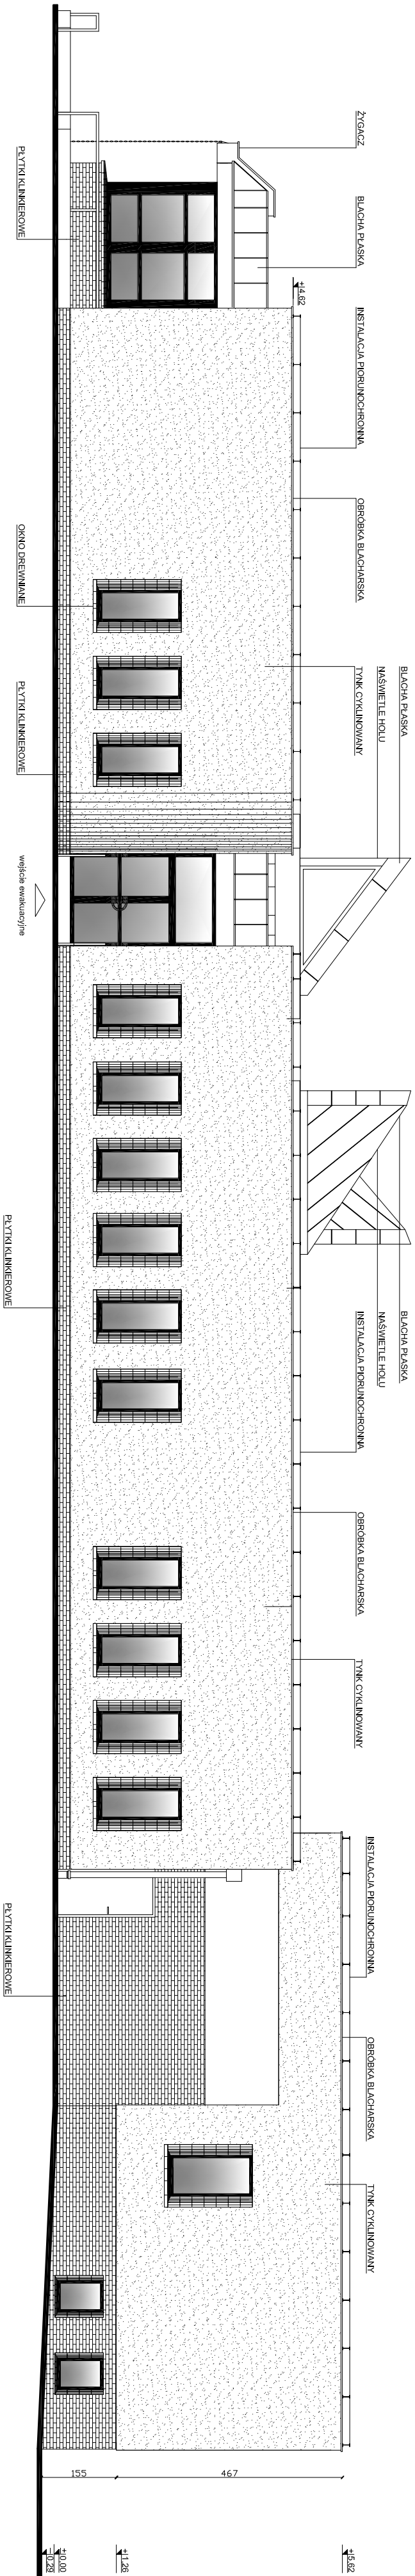 ŻYGACZ
BLACHA PŁASKA
INSTALACJA PIORUNOCHRONNA
OBRÓBKA BLACHARSKA
TYNK CYKLINOWANY
BLACHA PŁASKA
NAŚWIETLE HOLU
BLACHA PŁASKA
NAŚWIETLE HOLU
INSTALACJA PIORUNOCHRONNA
OBRÓBKA BLACHARSKA
TYNK CYKLINOWANY
INSTALACJA PIORUNOCHRONNA
OBRÓBKA BLACHARSKA
TYNK CYKLINOWANY
+4.62
PŁYTKI KLINKIEROWE
OKNO DREWNIANE
PŁYTKI KLINKIEROWE
wejście ewakuacyjne
PŁYTKI KLINKIEROWE
PŁYTKI KLINKIEROWE
467
155
+5.62
+1.26
+0.00
-0.29